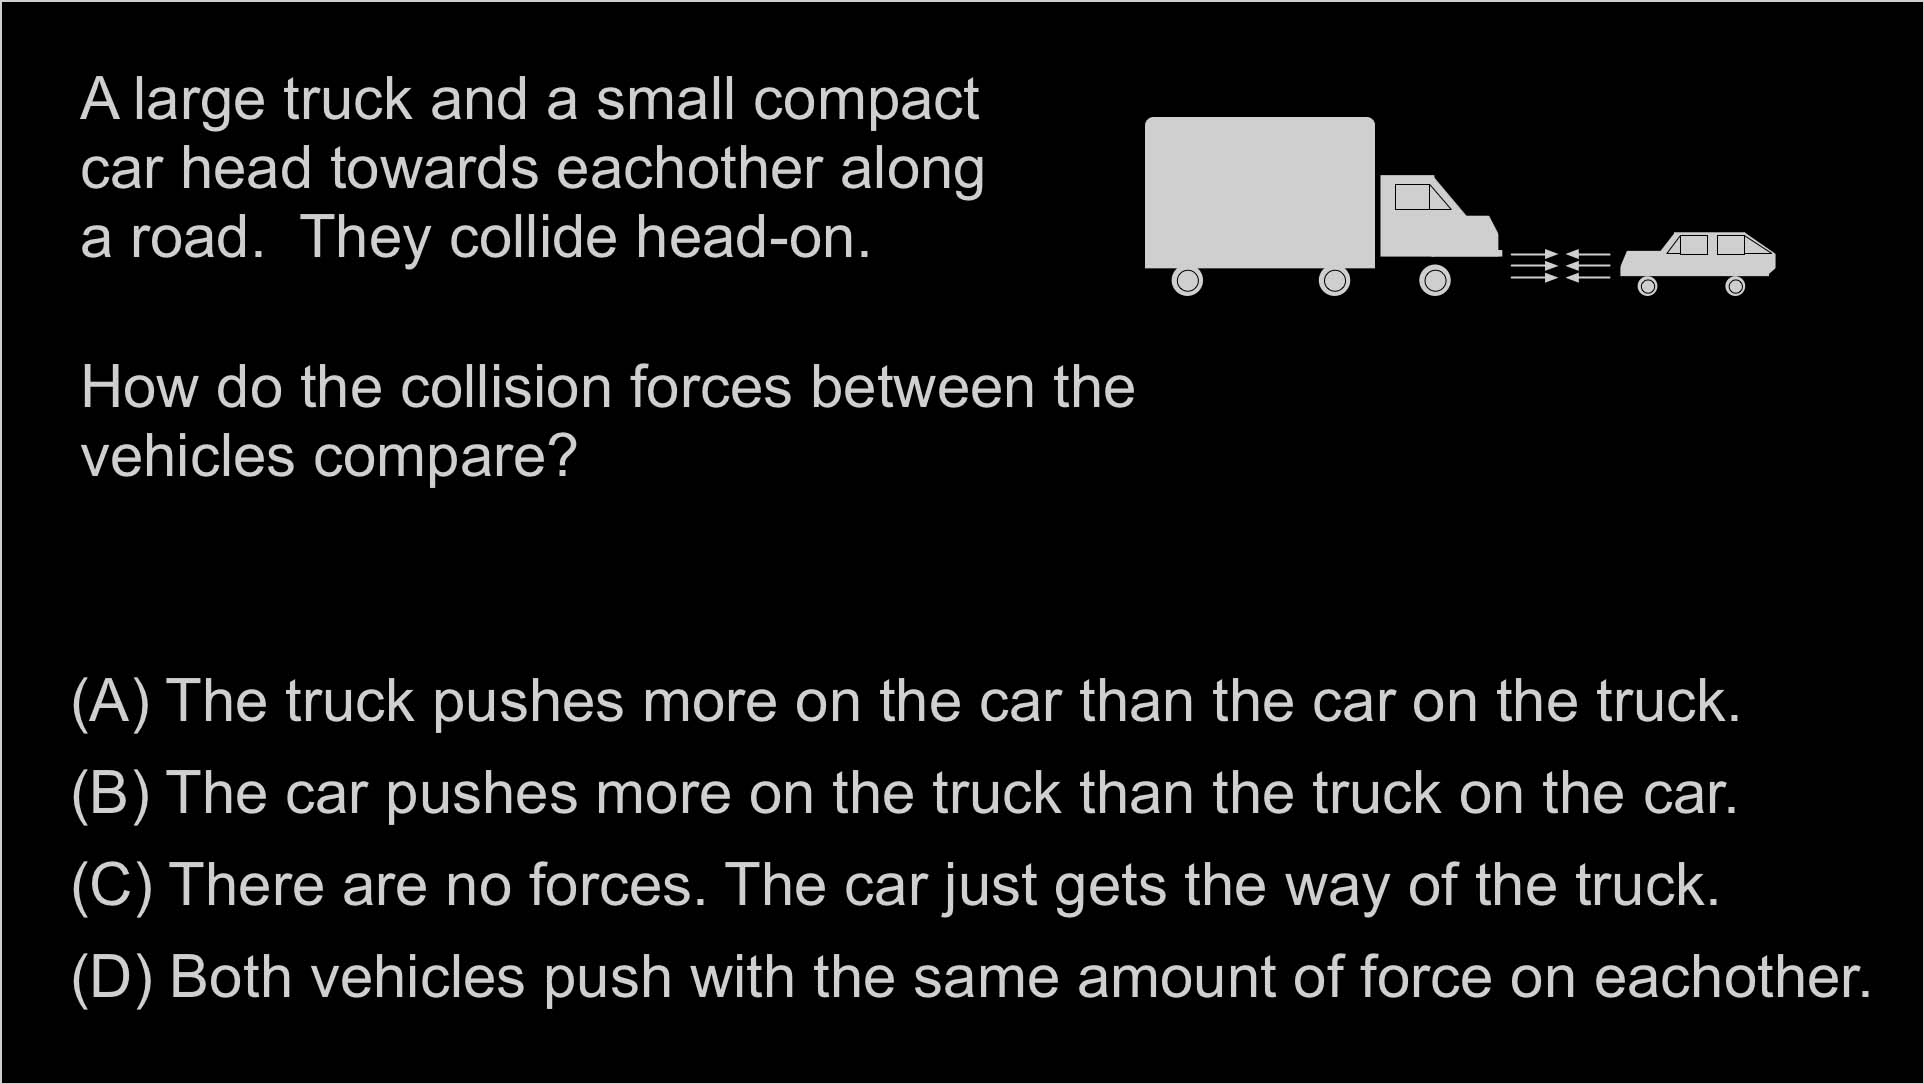 A large truck and a small compact
car head towards eachother along
a road.  They collide head-on.
How do the collision forces between the
vehicles compare?
(A) The truck pushes more on the car than the car on the truck.
(B) The car pushes more on the truck than the truck on the car.
(C) There are no forces. The car just gets the way of the truck.
(D) Both vehicles push with the same amount of force on eachother.